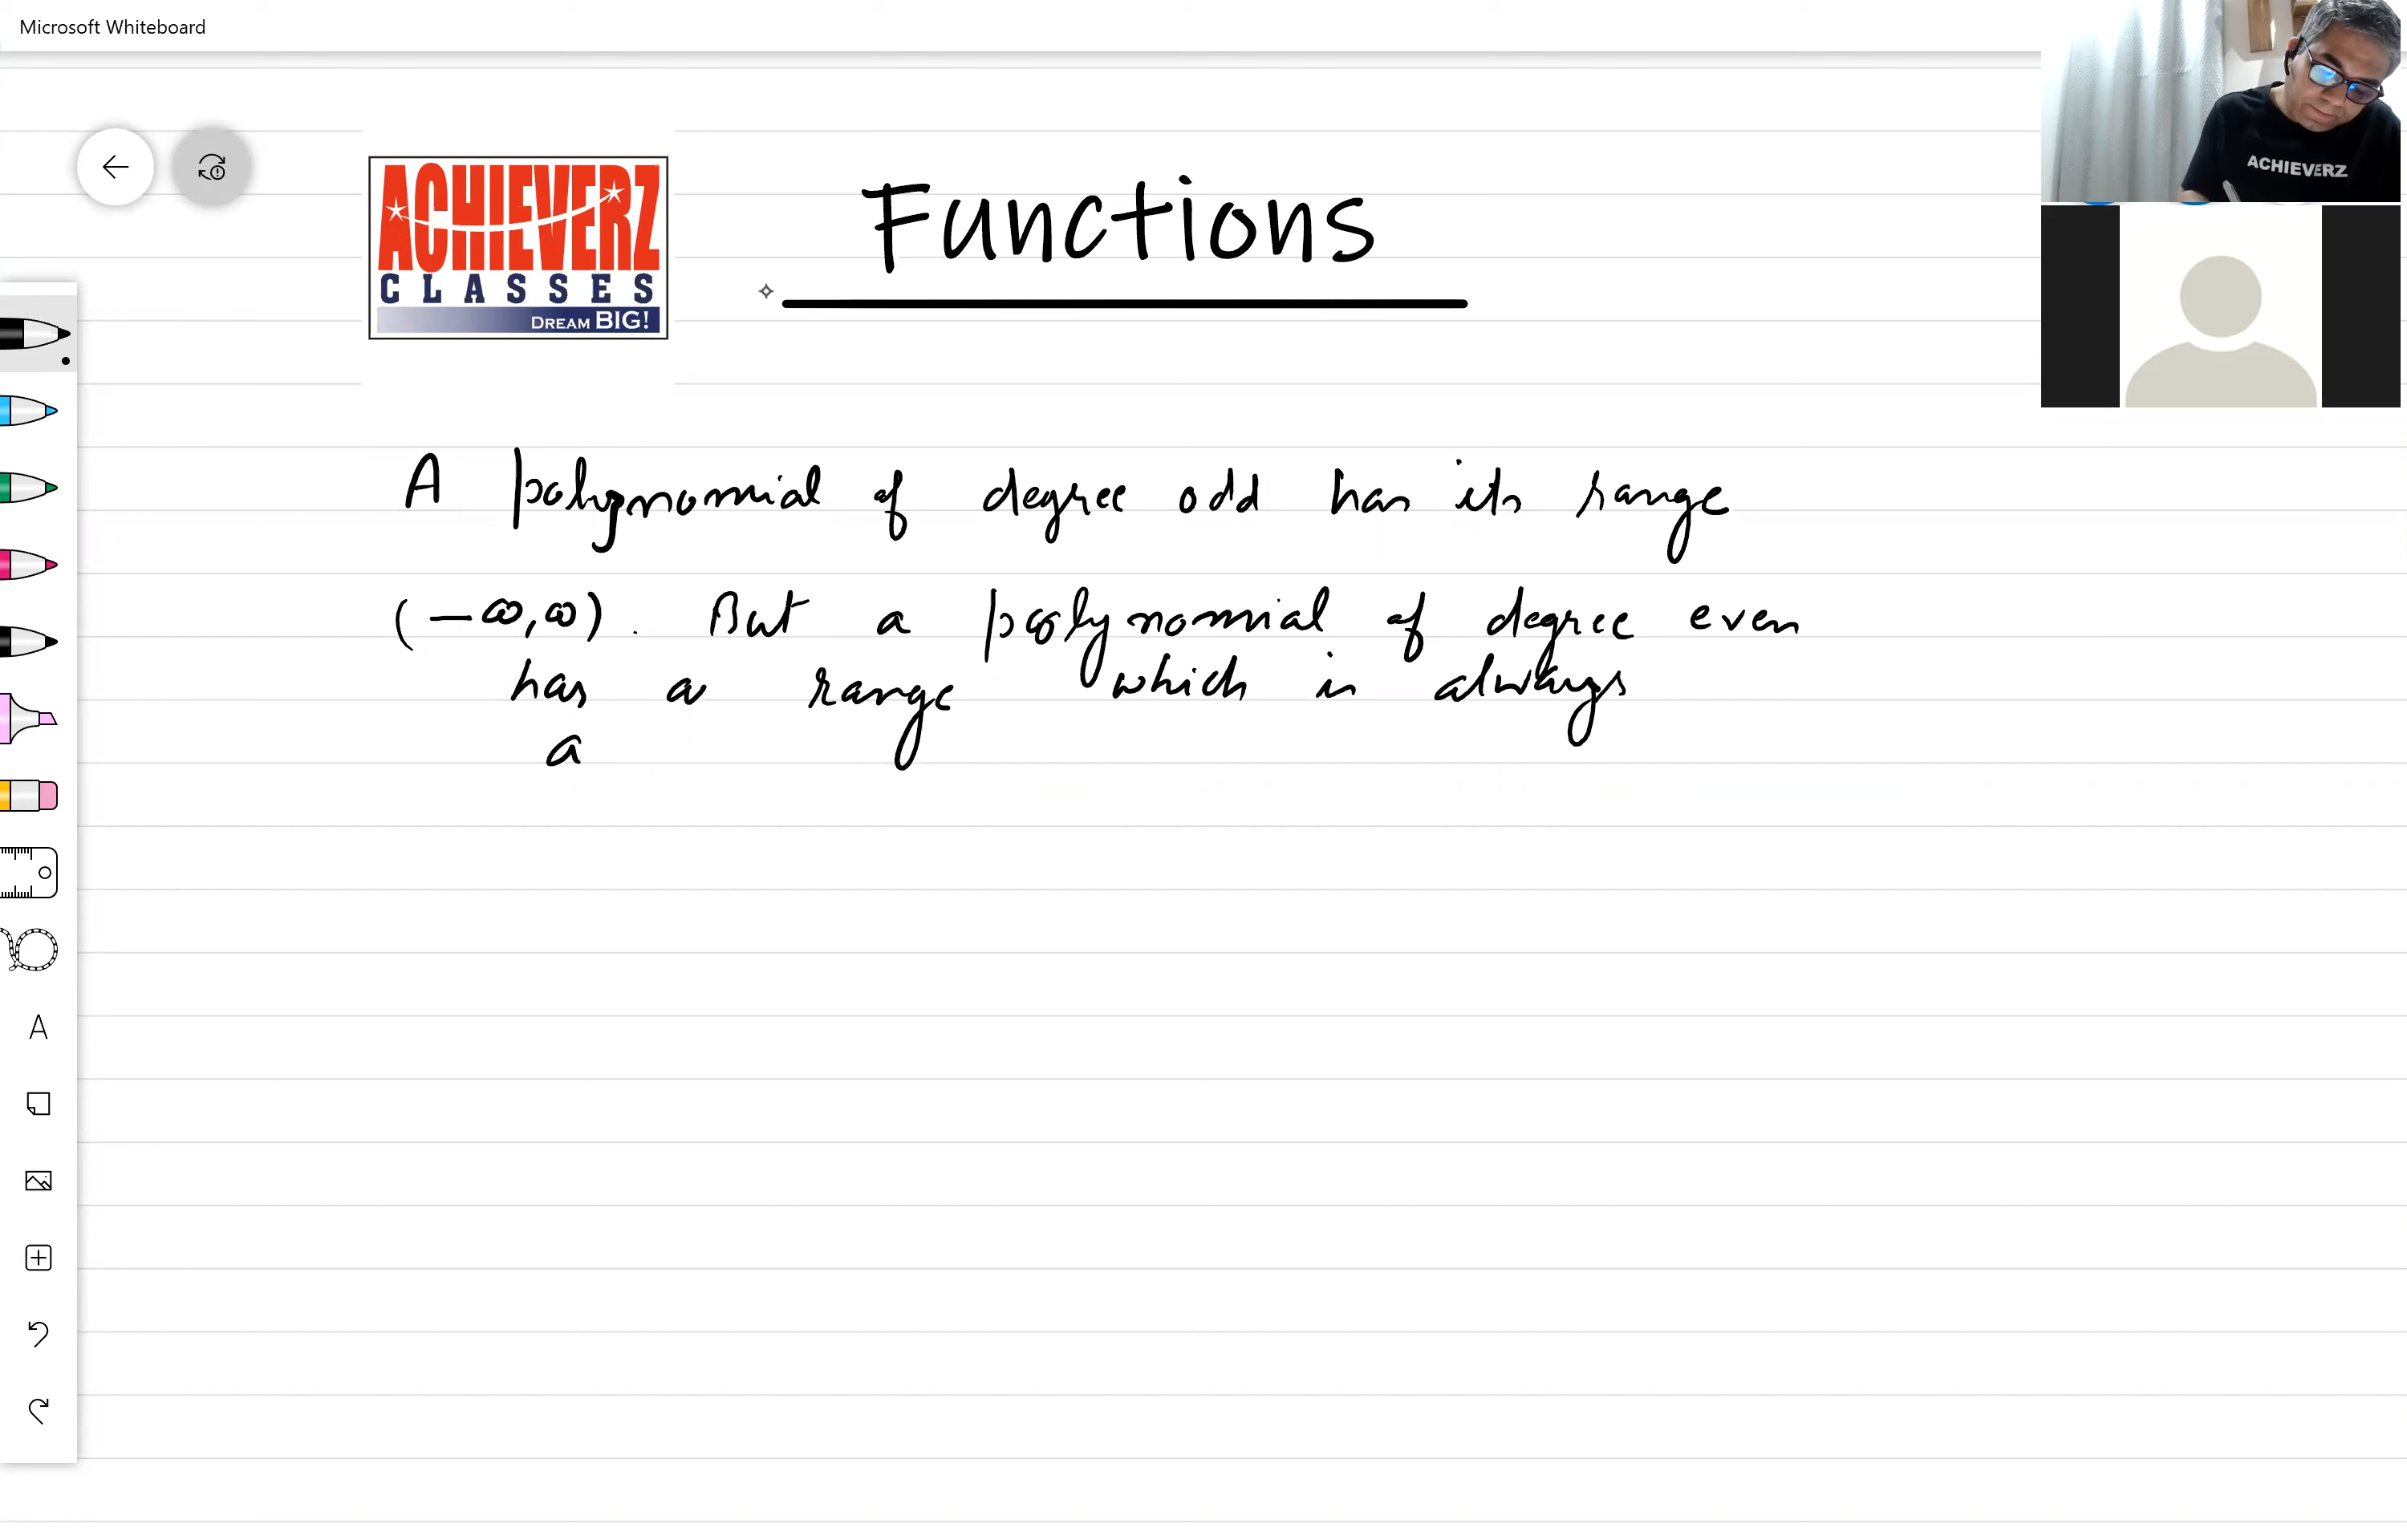 Microsoft Whiteboard
ACHIEVERZ
ACHIEVERZ
CLASSES
DREAM BIG!
Functions
A polynomial of degree odd has its range
(-∞,∞). But a polynomial of degree even
has a range which is always
a
A